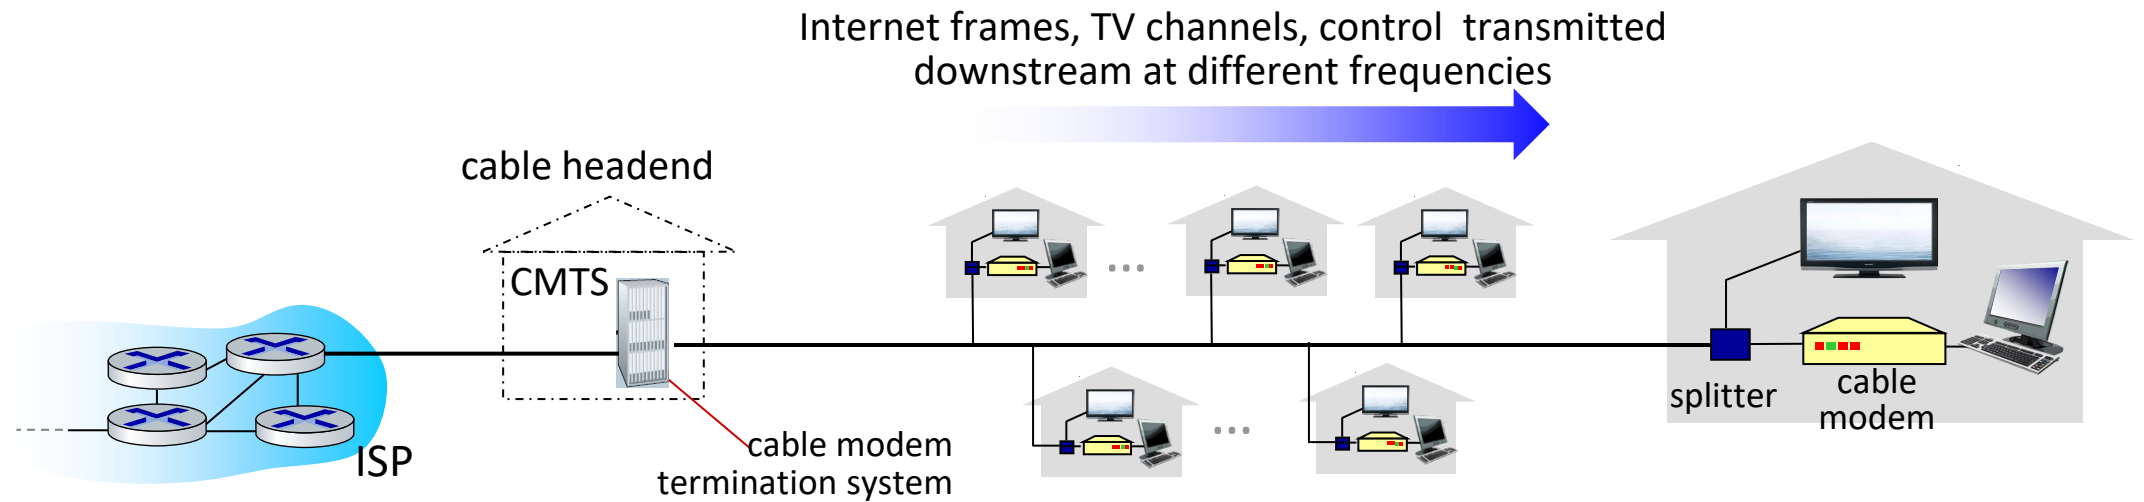 Internet frames, TV channels, control transmitted
downstream at different frequencies
cable headend
CMTS
ISP
cable modem
termination system
splitter
cable
modem